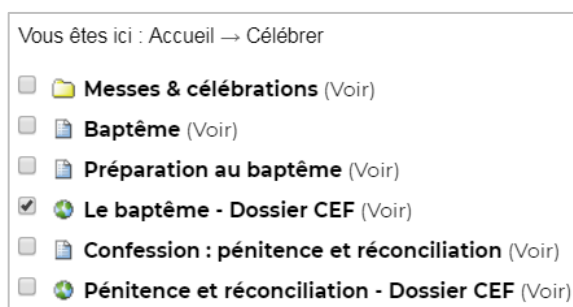 Vous êtes ici : Accueil → Célébrer
Messes & célébrations (Voir)
Baptême (Voir)
Préparation au baptême (Voir)
Le baptême - Dossier CEF (Voir)
Confession : pénitence et réconciliation (Voir)
Pénitence et réconciliation - Dossier CEF (Voir)